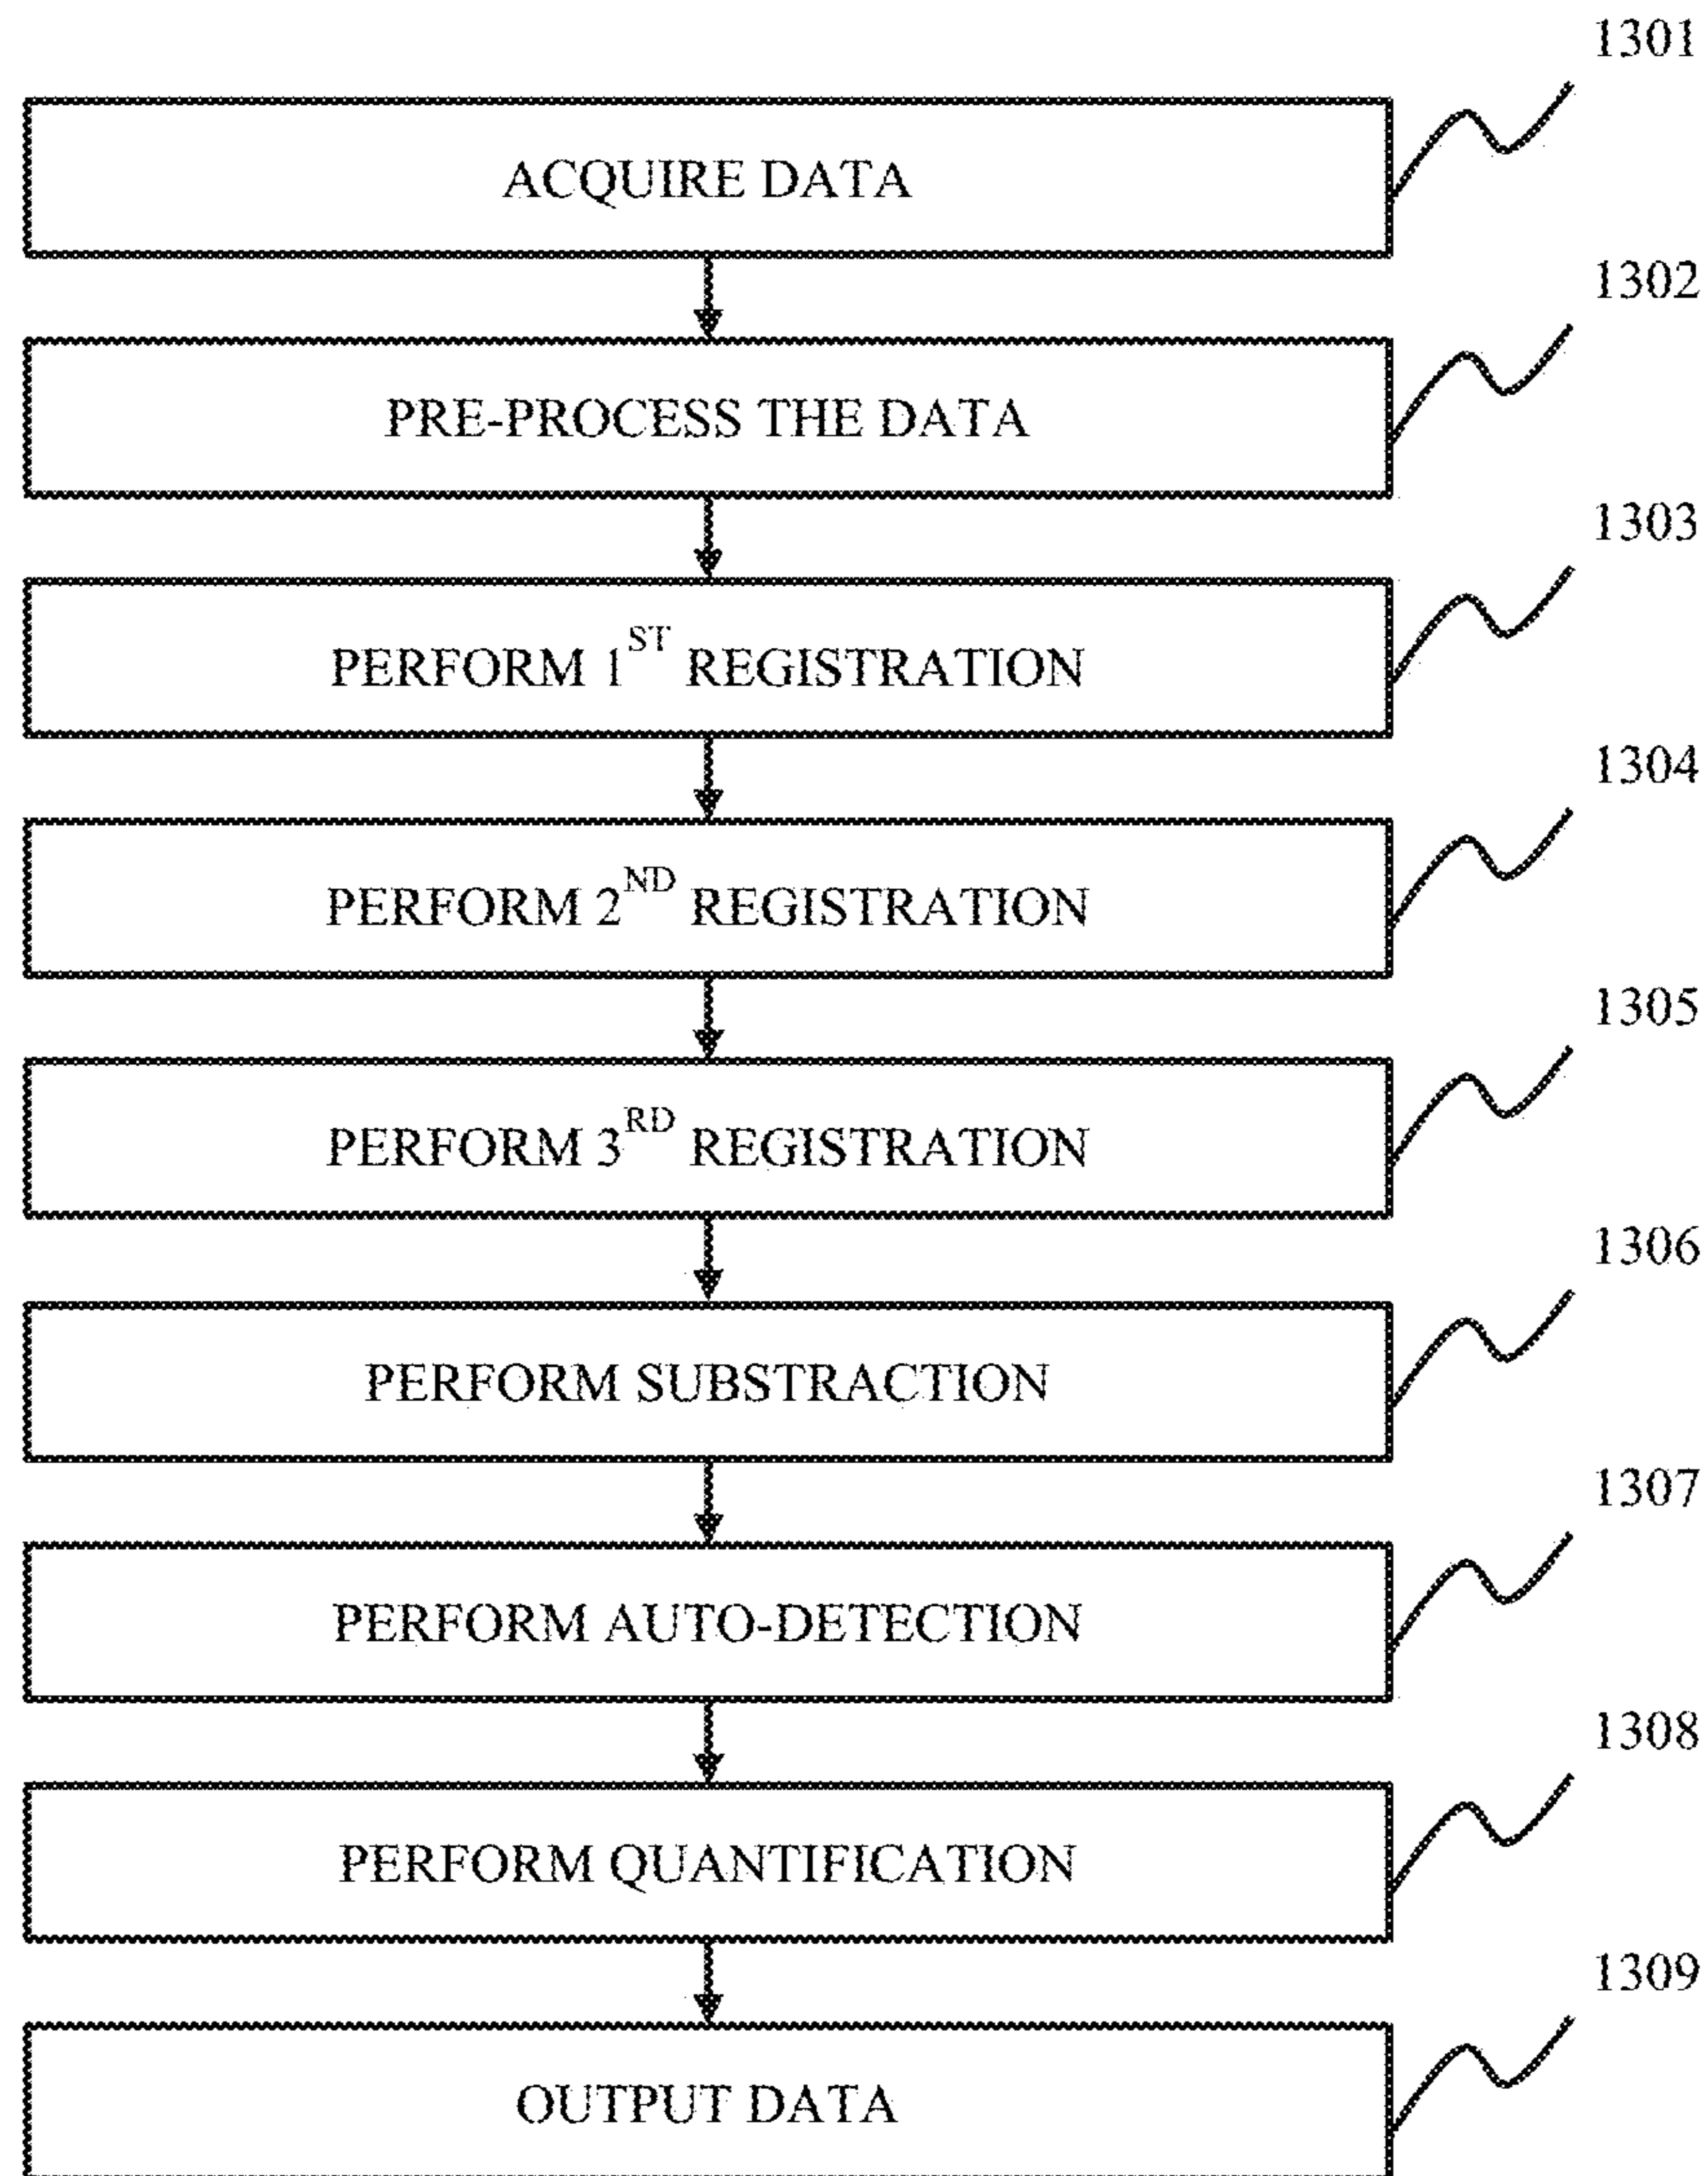 1301
ACQUIRE DATA
1302
PRE-PROCESS THE DATA
1303
PERFORM 1ST REGISTRATION
1304
PERFORM 2ND REGISTRATION
1305
PERFORM 3RD REGISTRATION
1306
PERFORM SUBSTRACTION
1307
PERFORM AUTO-DETECTION
1308
PERFORM QUANTIFICATION
1309
OUTPUT DATA